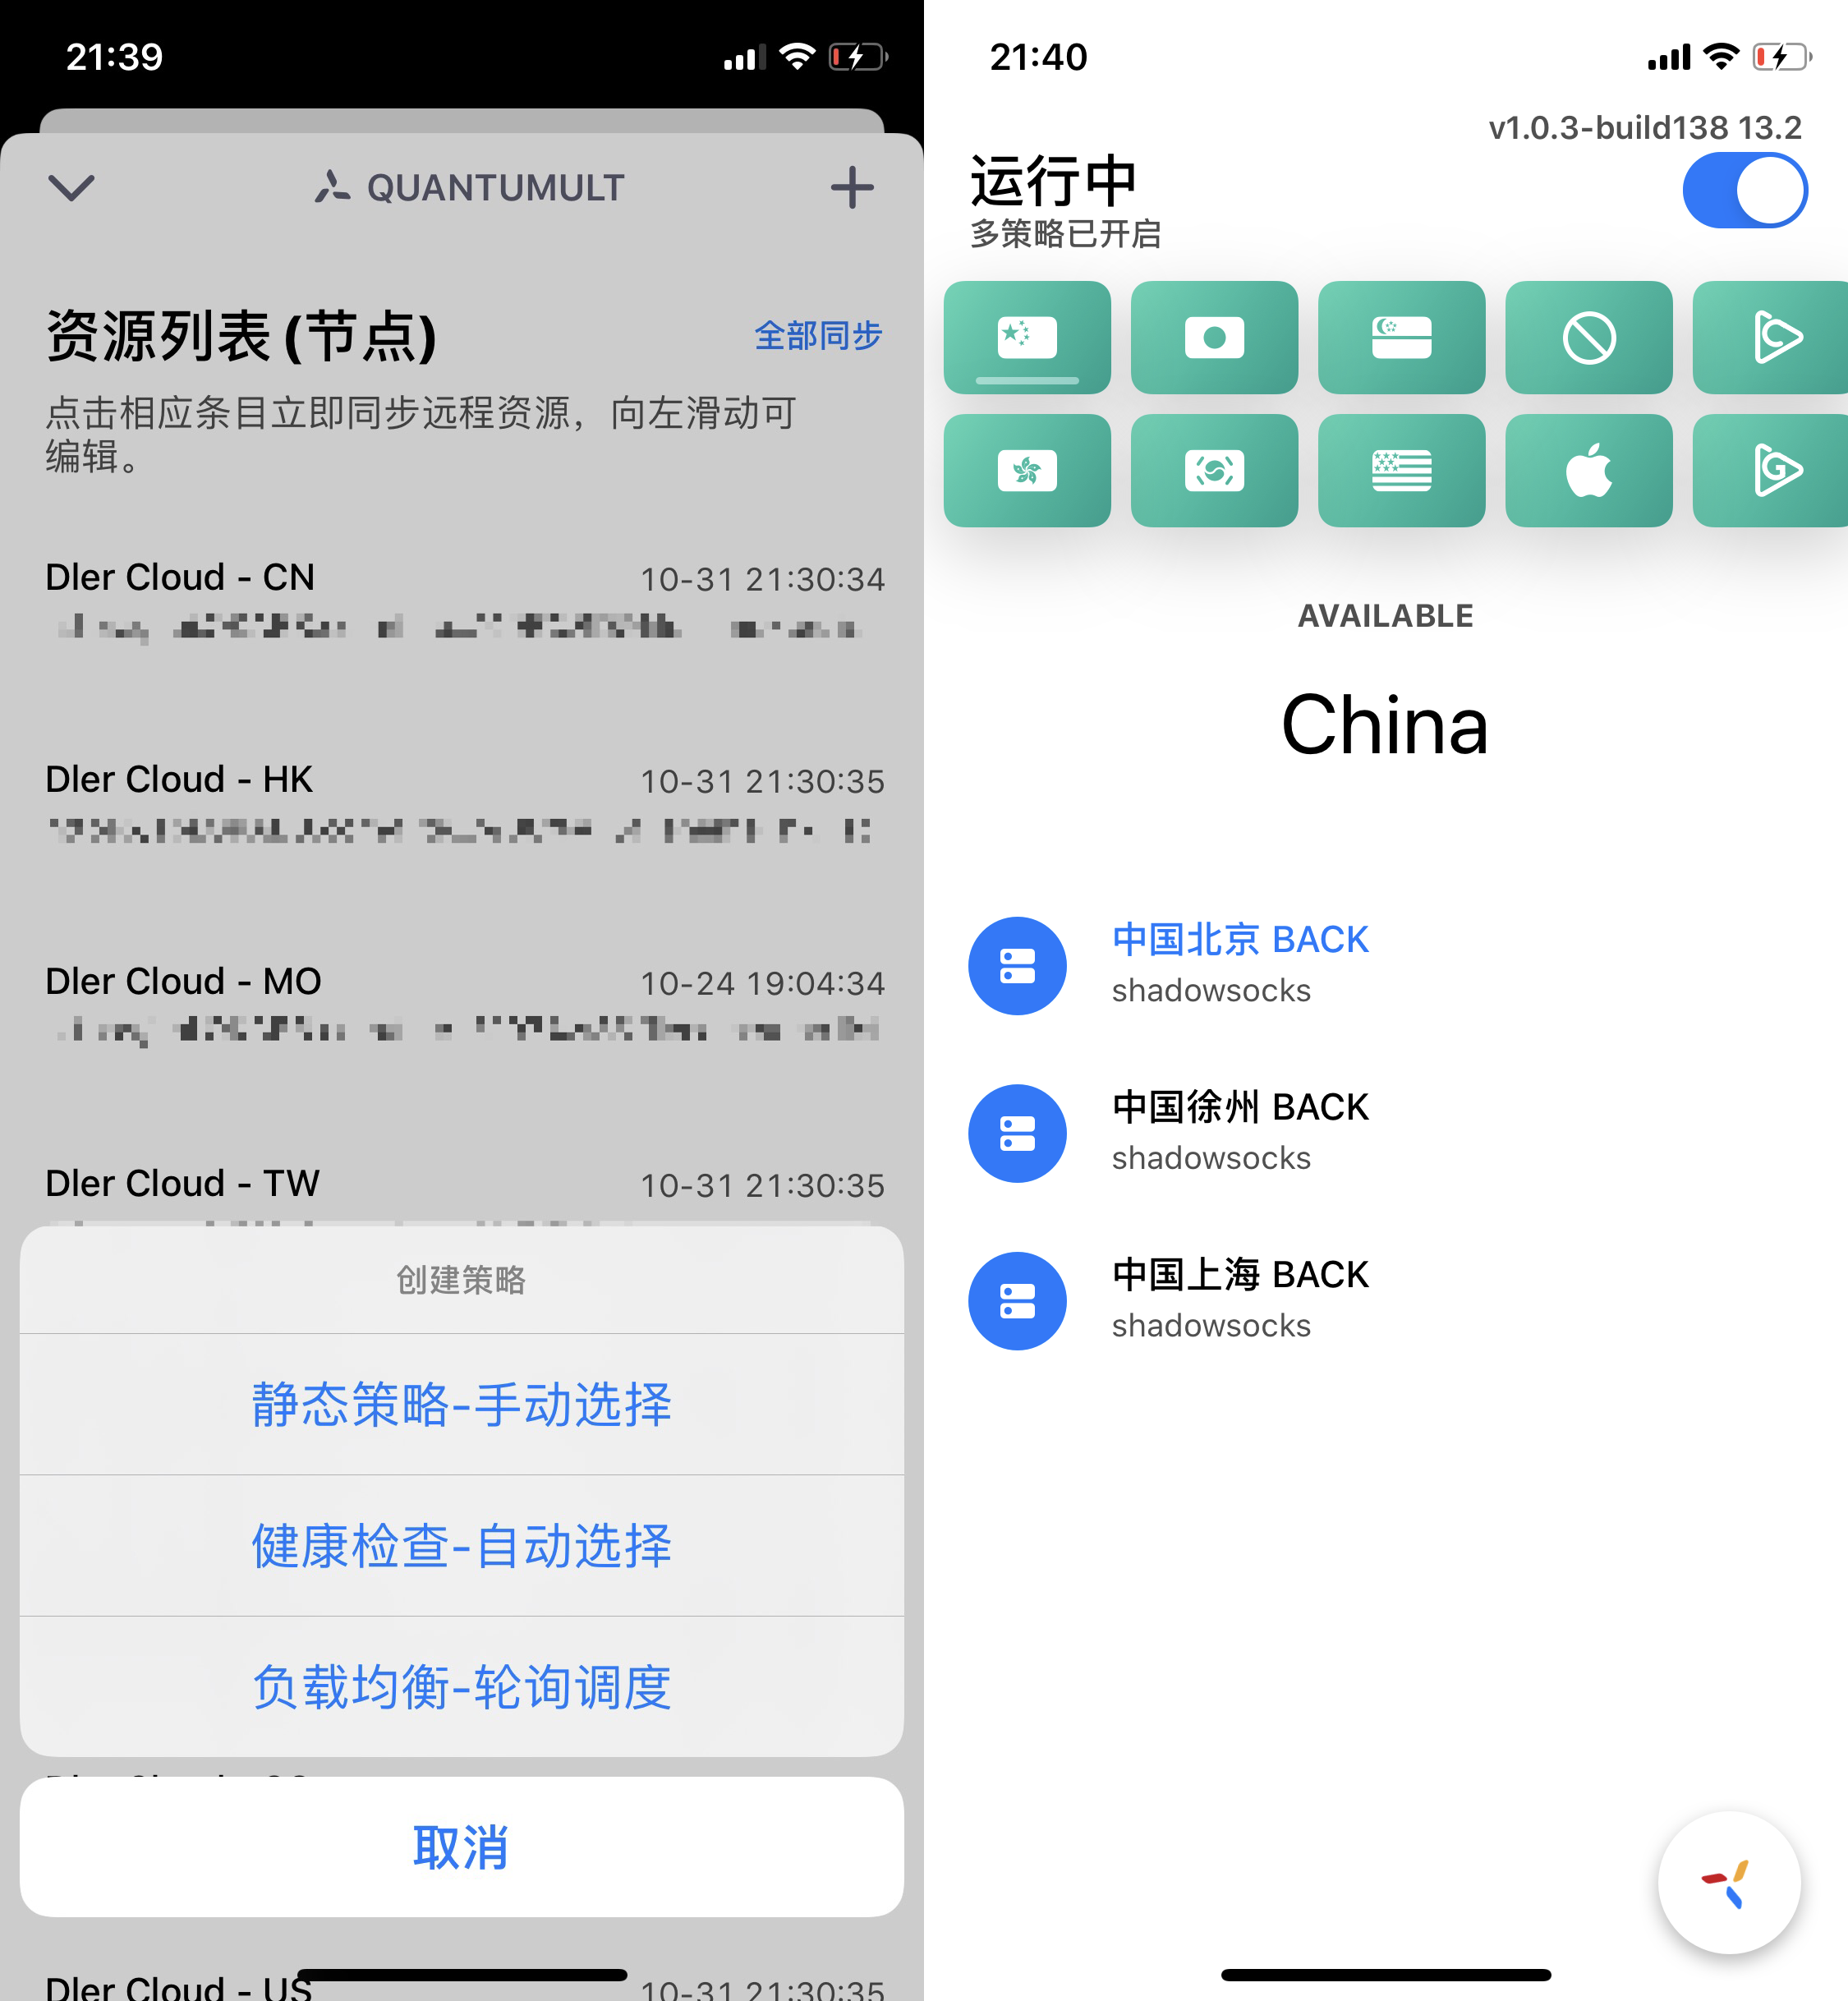 21:39
QUANTUMULT
资源列表(节点)
全部同步
点击相应条目立即同步远程资源，向左滑动可
编辑。
Dler Cloud - CN
10-31 21:30:34
Dler Cloud - HK
10-31 21:30:35
Dler Cloud - MO
10-24 19:04:34
Dler Cloud - TW
10-31 21:30:35
创建策略
静态策略-手动选择
健康检查-自动选择
负载均衡-轮询调度
取消
Dler Cloud - US
10-31 21:30:35
21:40
v1.0.3-build138 13.2
运行中
多策略已开启
C
G
AVAILABLE
China
中国北京 BACK
shadowsocks
中国徐州 BACK
shadowsocks
中国上海 BACK
shadowsocks